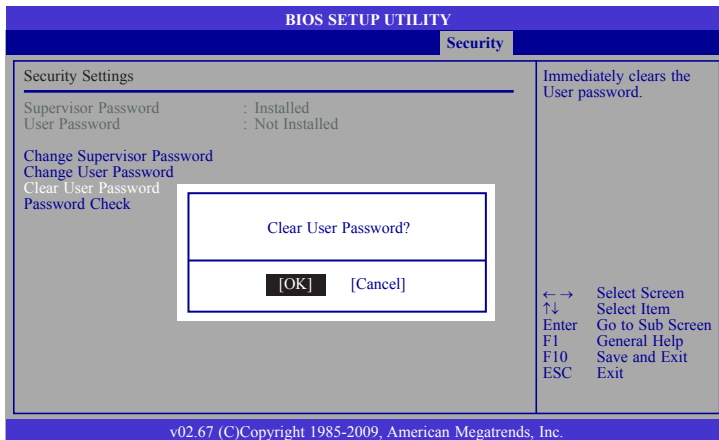 BIOS SETUP UTILITY
Security
Security Settings
Supervisor Password : Installed
User Password : Not Installed
Change Supervisor Password
Change User Password
Clear User Password
Password Check
Clear User Password?
[OK] [Cancel]
Immediately clears the
User password.
←→ Select Screen
↑↓ Select Item
Enter Go to Sub Screen
F1 General Help
F10 Save and Exit
ESC Exit
v02.67 (C)Copyright 1985-2009, American Megatrends, Inc.